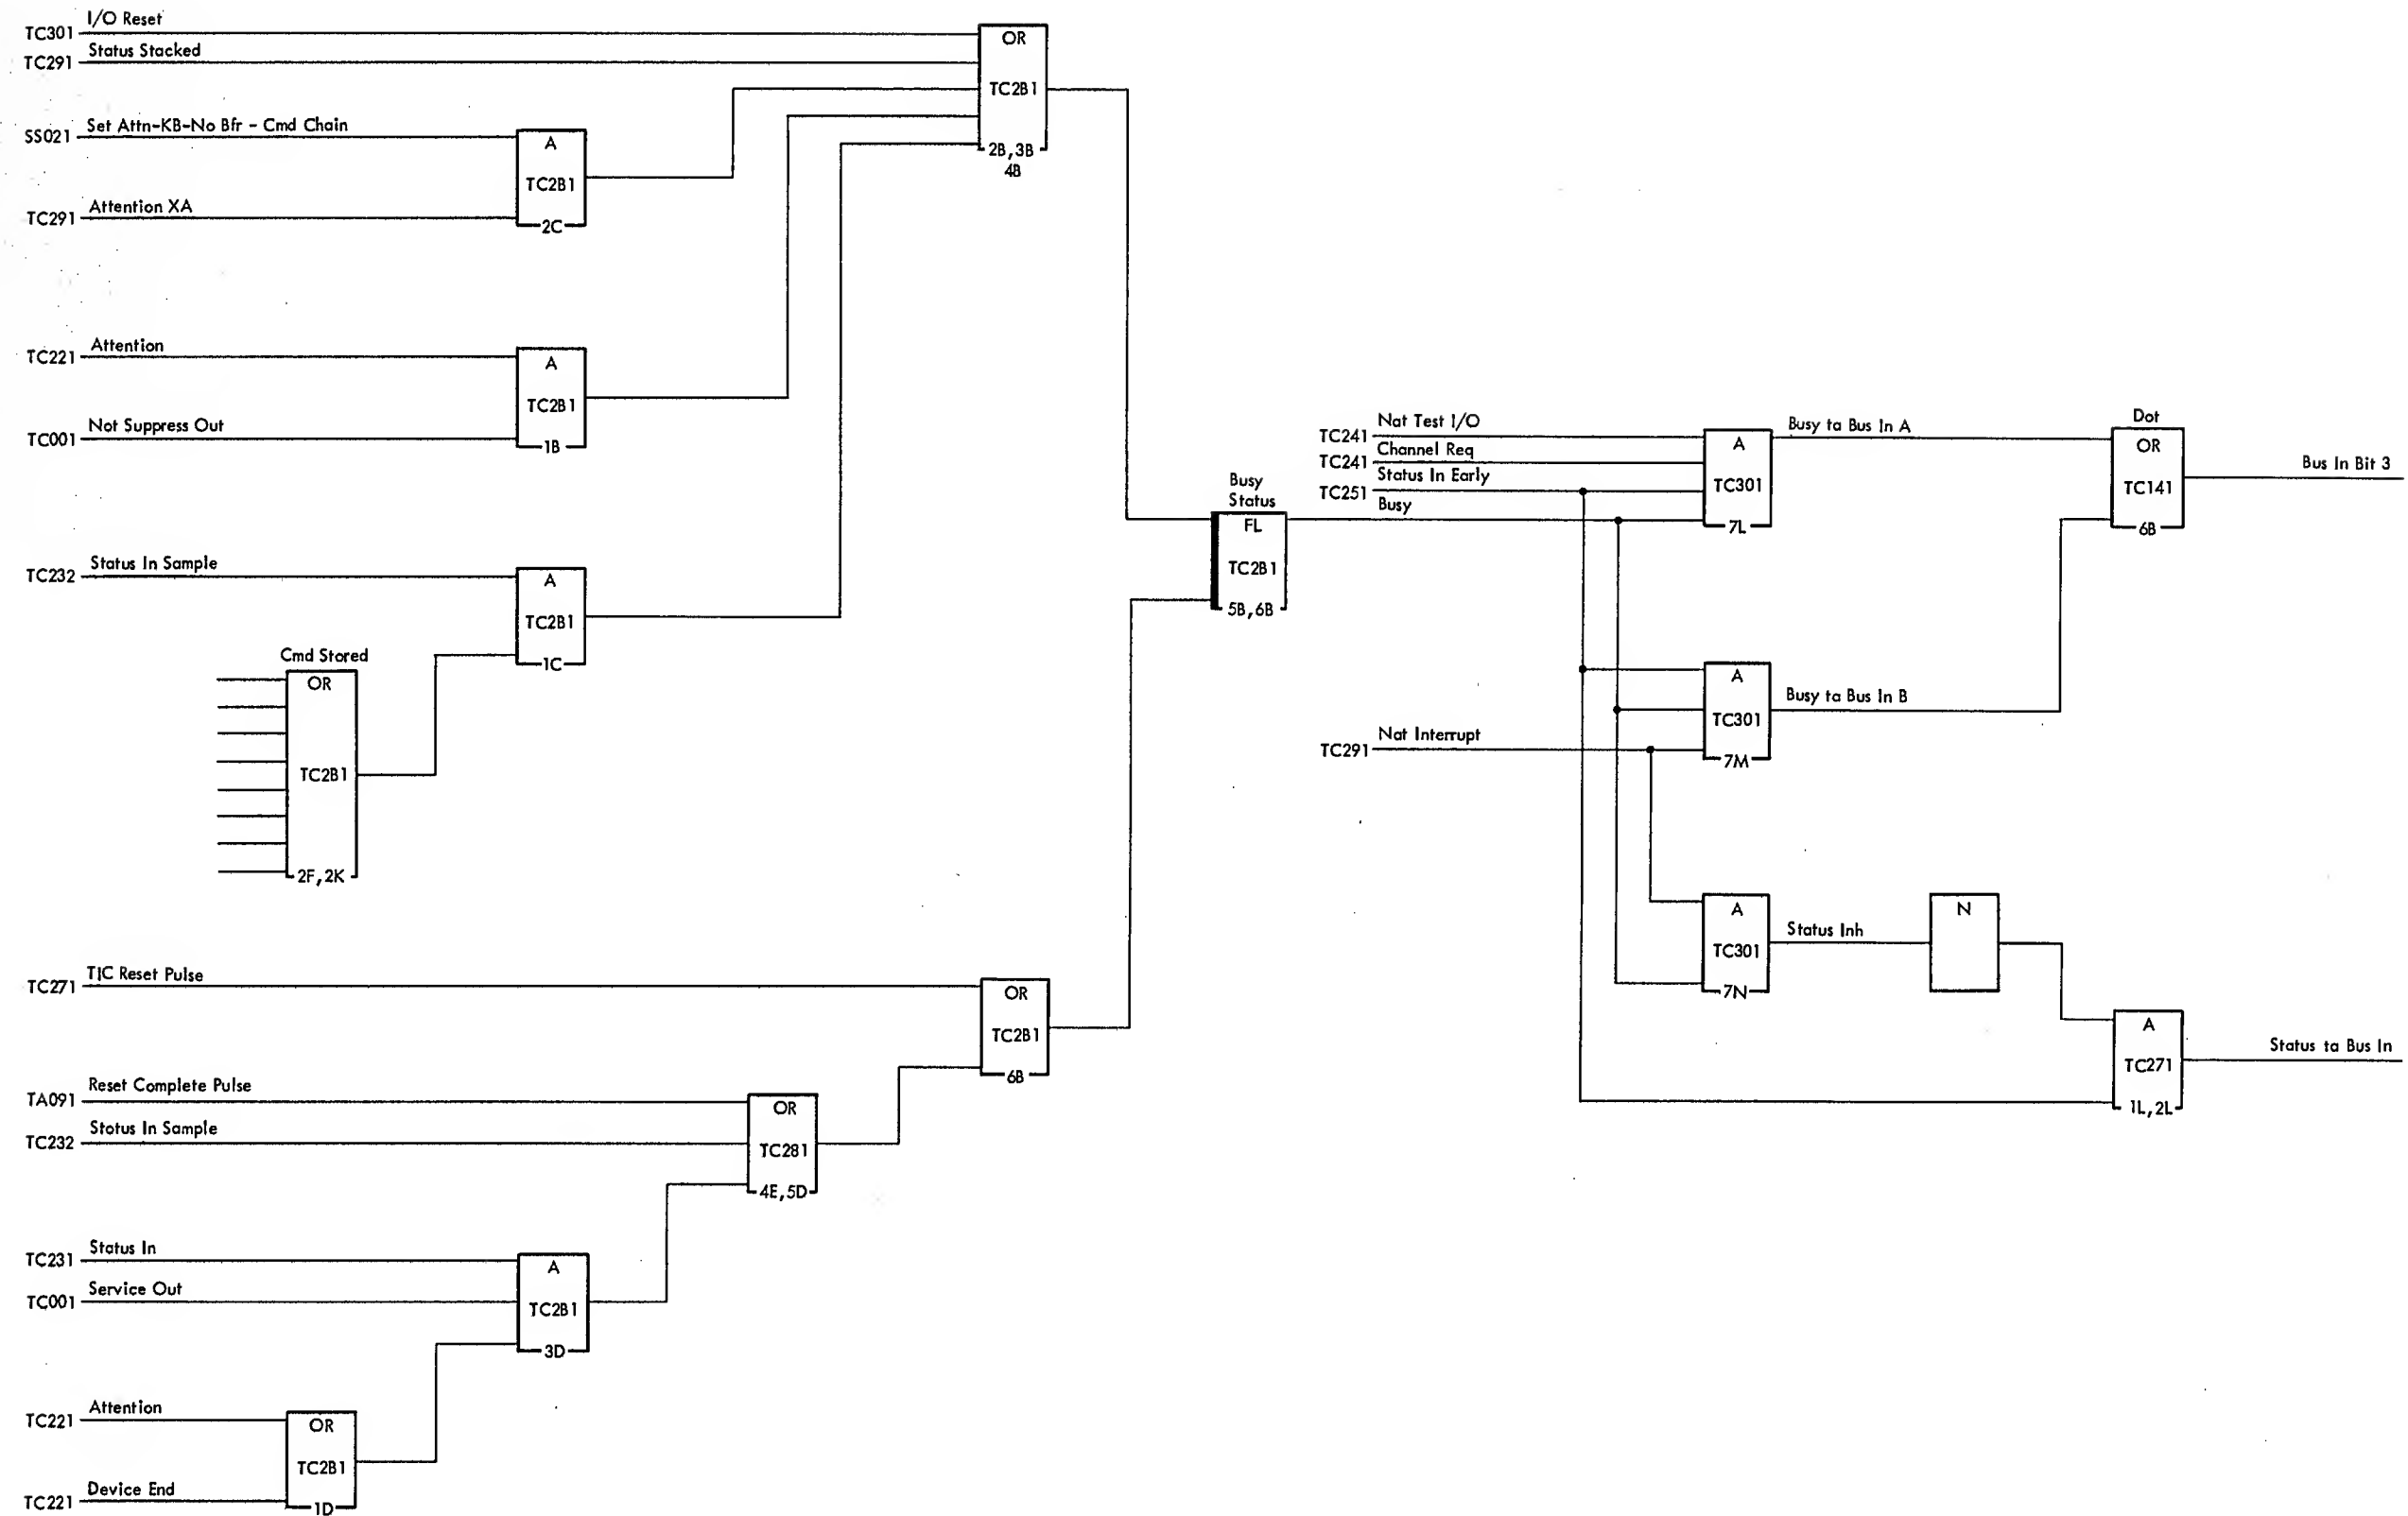 I/O Reset
TC301
Status Stacked
TC291
OR
TC2B1
2B,3B
4B
Set Attn-KB-No Bfr - Cmd Chain
SS021
A
TC2B1
2C
Attention XA
TC291
Attention
TC221
A
TC2B1
1B
Not Suppress Out
TC001
Status In Sample
TC232
A
TC2B1
1C
Cmd Stored
OR
TC2B1
2F,2K
Busy
Status
FL
TC2B1
5B,6B
Nat Test I/O
TC241
Channel Req
TC241
Status In Early
TC251
Busy
A
TC301
7L
Busy ta Bus In A
Dot
OR
TC141
6B
Bus In Bit 3
A
TC301
7M
Busy ta Bus In B
Nat Interrupt
TC291
A
TC301
7N
Status Inh
N
A
TC271
1L,2L
Status ta Bus In
TIC Reset Pulse
TC271
OR
TC2B1
6B
Reset Complete Pulse
TA091
Stotus In Sample
TC232
OR
TC281
4E,5D
Status In
TC231
Service Out
TC001
A
TC2B1
3D
Attention
TC221
OR
TC2B1
1D
Device End
TC221